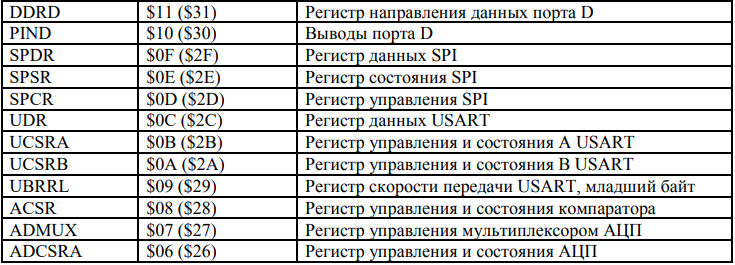 DDRD $11 ($31) Регистр направления данных порта D
PIND $10 ($30) Выводы порта D
SPDR $0F ($2F) Регистр данных SPI
SPSR $0E ($2E) Регистр состояния SPI
SPCR $0D ($2D) Регистр управления SPI
UDR $0C ($2C) Регистр данных USART
UCSRA $0B ($2B) Регистр управления и состояния A USART
UCSRB $0A ($2A) Регистр управления и состояния B USART
UBRRL $09 ($29) Регистр скорости передачи USART, младший байт
ACSR $08 ($28) Регистр управления и состояния компаратора
ADMUX $07 ($27) Регистр управления мультиплексором АЦП
ADCSRA $06 ($26) Регистр управления и состояния АЦП